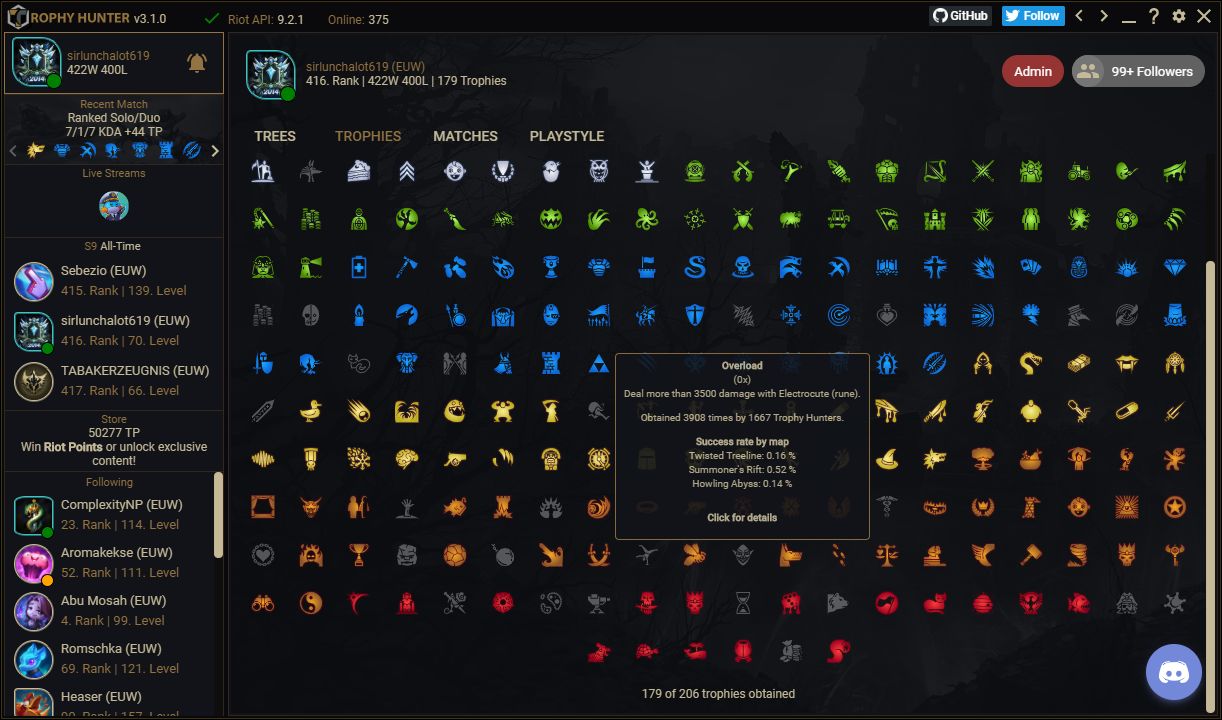 TROPHY HUNTER v3.1.0
Riot API: 9.2.1
Online: 375
GitHub
Follow
sirlunchalot619
422W 400L
Recent Match
Ranked Solo/Duo
7/1/7 KDA +44 TP
Live Streams
S9 All-Time
Sebezio (EUW)
415. Rank | 139. Level
sirlunchalot619 (EUW)
416. Rank | 70. Level
TABAKERZEUGNIS (EUW)
417. Rank | 66. Level
Store
50277 TP
Win Riot Points or unlock exclusive
content!
Following
ComplexityNP (EUW)
23. Rank | 114. Level
Aromakekse (EUW)
52. Rank | 111. Level
Abu Mosah (EUW)
4. Rank | 99. Level
Romschka (EUW)
69. Rank | 121. Level
Heaser (EUW)
sirlunchalot619 (EUW)
416. Rank | 422W 400L | 179 Trophies
Admin
99+ Followers
TREES
TROPHIES
MATCHES
PLAYSTYLE
Overload
(0x)
Deal more than 3500 damage with Electrocute (rune).
Obtained 3908 times by 1667 Trophy Hunters.
Success rate by map
Twisted Treeline: 0.16 %
Summoner's Rift: 0.52 %
Howling Abyss: 0.14 %
Click for details
179 of 206 trophies obtained